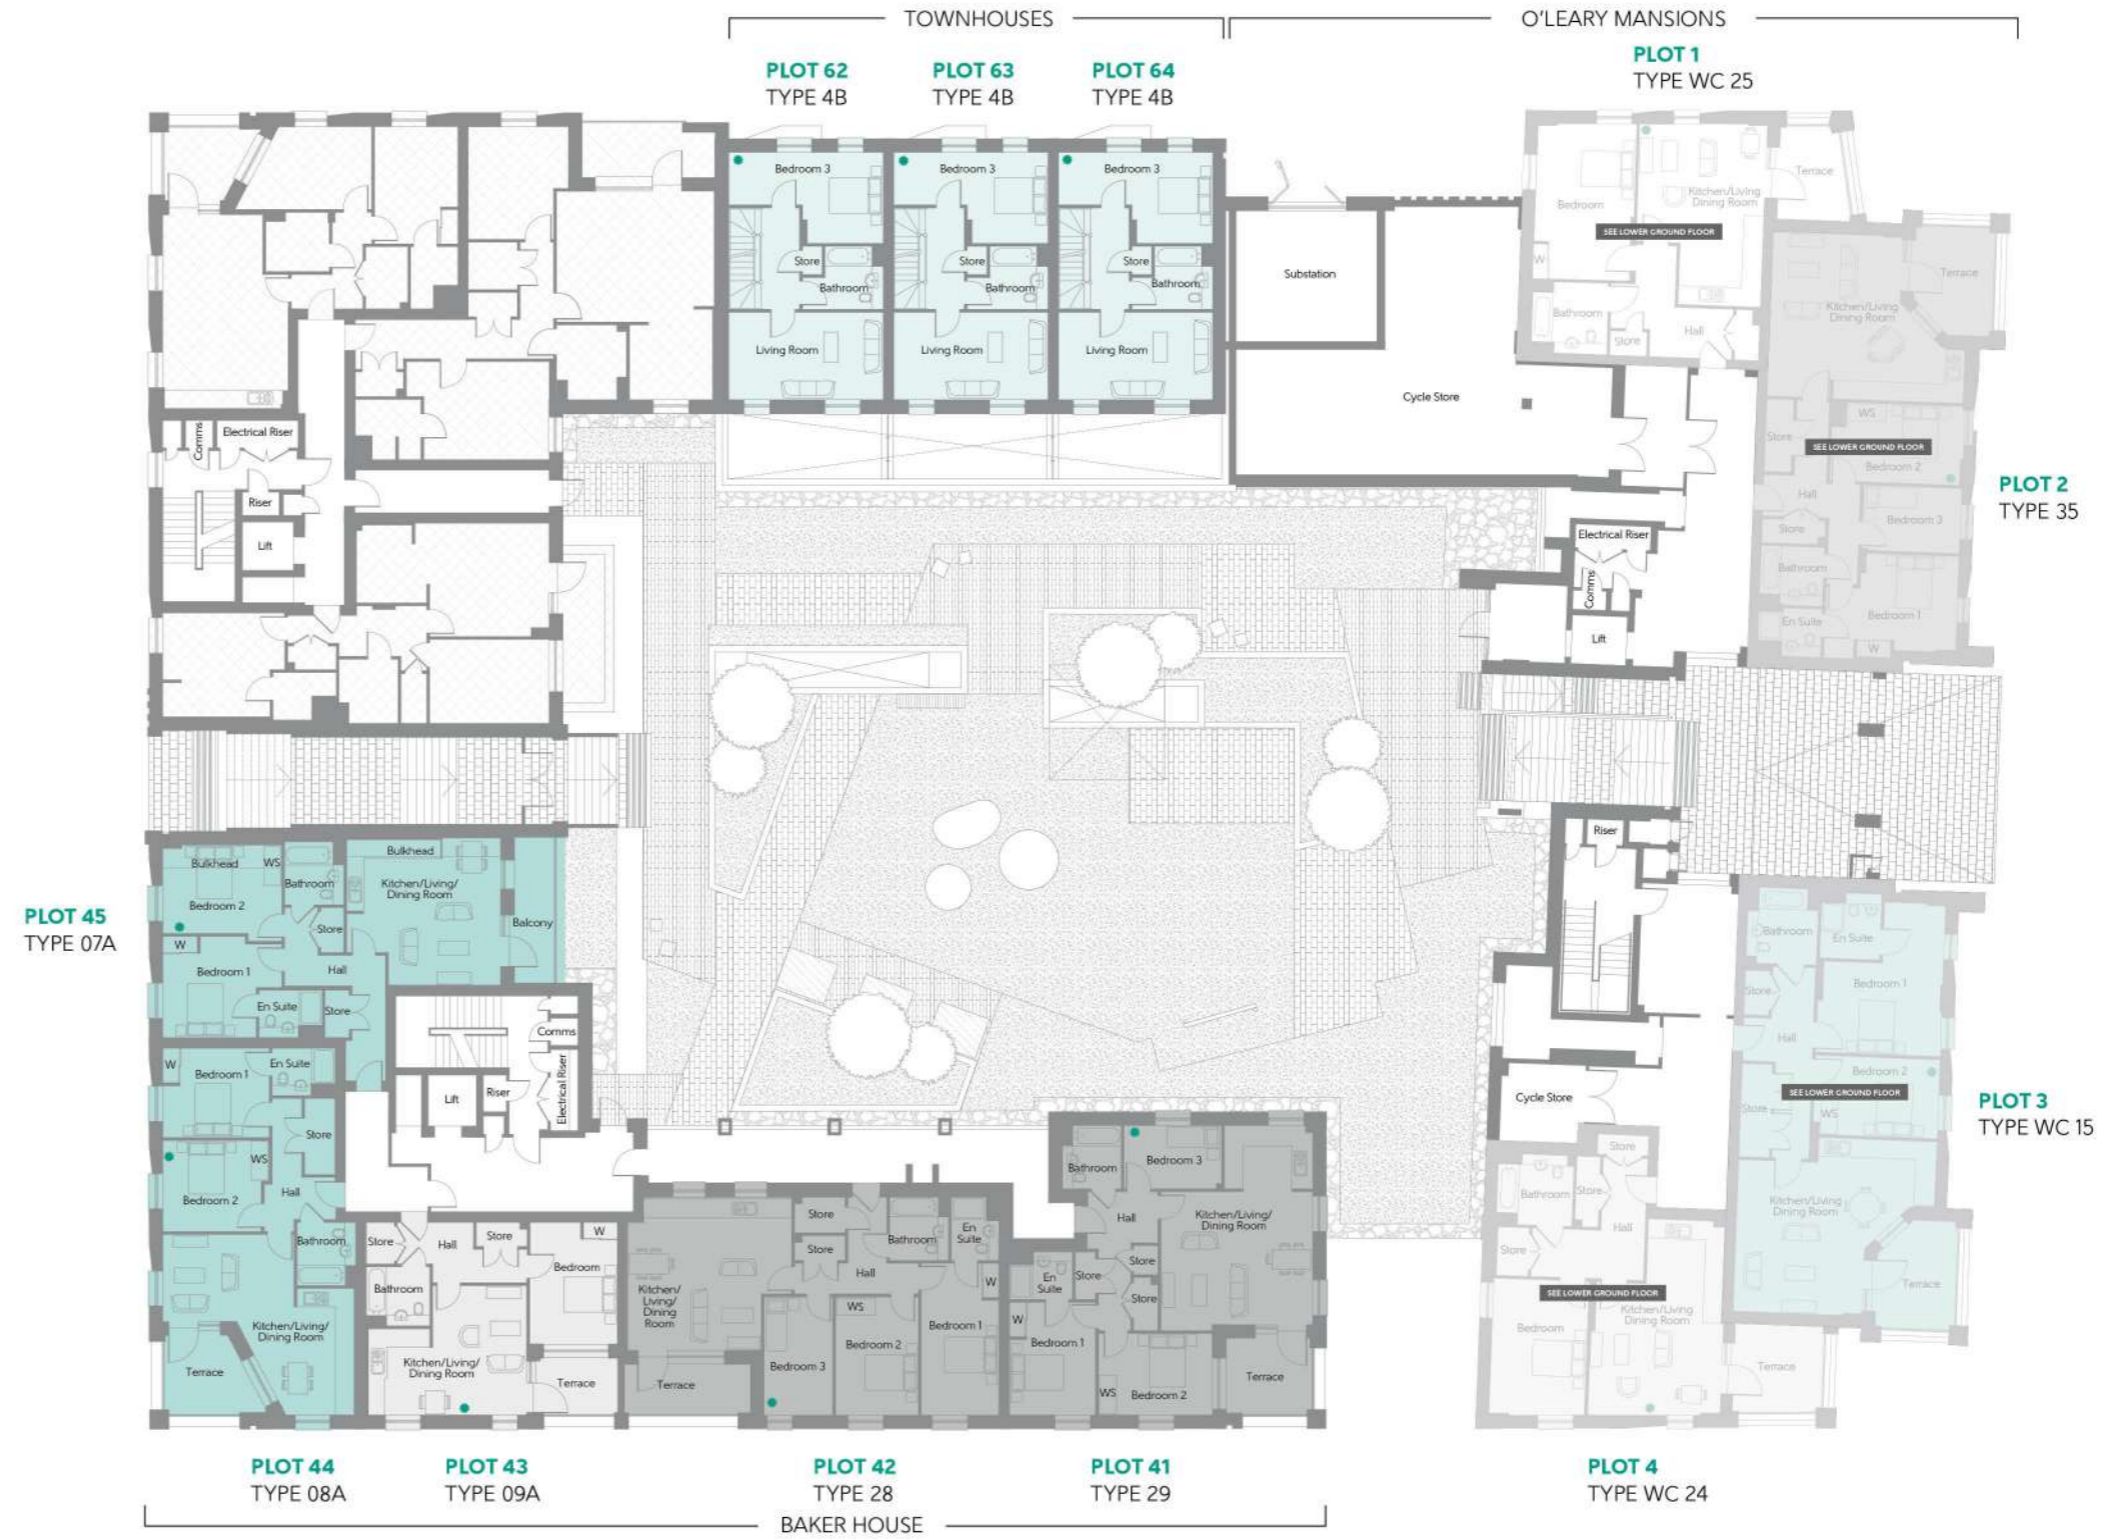 TOWNHOUSES
O'LEARY MANSIONS
PLOT 62
TYPE 4B
PLOT 63
TYPE 4B
PLOT 64
TYPE 4B
PLOT 1
TYPE WC 25
Bedroom 3
Store
Bathroom
Living Room
Bedroom 3
Store
Bathroom
Living Room
Bedroom 3
Store
Bathroom
Living Room
Substation
Cycle Store
Bedroom
Kitchen/Living
Dining Room
Terrace
SEE LOWER GROUND FLOOR
W
Bathroom
Store
Hall
Terrace
Kitchen/Living
Dining Room
WS
Store
SEE LOWER GROUND FLOOR
Bedroom 2
Hall
Bedroom 3
Store
Bathroom
Bedroom 1
En Suite
W
PLOT 2
TYPE 35
Comms
Electrical Riser
Riser
Lift
Electrical Riser
Comms
Lift
Riser
PLOT 45
TYPE 07A
Bulkhead
WS
Bathroom
Bedroom 2
Bulkhead
Kitchen/Living/
Dining Room
Store
Balcony
W
Bedroom 1
Hall
En Suite
Store
Comms
Electrical Riser
Lift
Riser
W
Bedroom 1
En Suite
Store
WS
Bedroom 2
Hall
Bathroom
Kitchen/Living/
Dining Room
Terrace
Store
Hall
Store
W
Bathroom
Bedroom
Kitchen/Living/
Dining Room
Terrace
Kitchen/
Living/
Dining
Room
Terrace
Store
Store
Bathroom
En
Suite
Hall
W
WS
Bedroom 1
Bedroom 2
Bedroom 3
Bathroom
Bedroom 3
Hall
Kitchen/Living/
Dining Room
Store
Store
En
Suite
Store
W
Bedroom 1
WS
Bedroom 2
Terrace
Bathroom
En Suite
Store
Bedroom 1
Hall
Bedroom 2
SEE LOWER GROUND FLOOR
Store
WS
Kitchen/Living
Dining Room
Terrace
PLOT 3
TYPE WC 15
Cycle Store
Store
Bathroom
Store
Hall
Store
SEE LOWER GROUND FLOOR
Kitchen/Living
Dining Room
Bedroom
Terrace
PLOT 44
TYPE 08A
PLOT 43
TYPE 09A
PLOT 42
TYPE 28
PLOT 41
TYPE 29
PLOT 4
TYPE WC 24
BAKER HOUSE